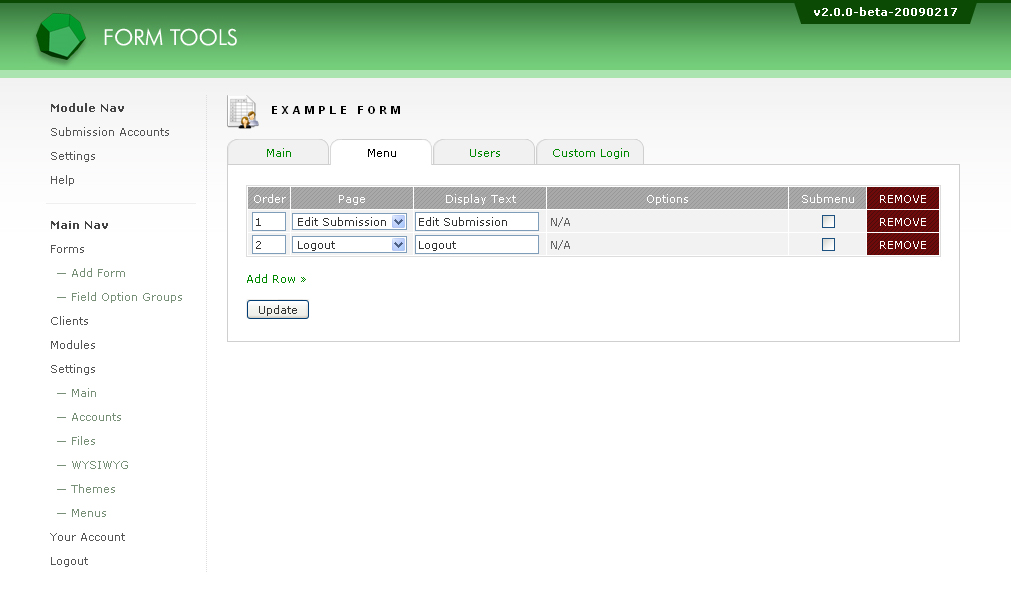 v2.0.0-beta-20090217
FORM TOOLS
Module Nav
Submission Accounts
Settings
Help
Main Nav
Forms
— Add Form
— Field Option Groups
Clients
Modules
Settings
— Main
— Accounts
— Files
— WYSIWYG
— Themes
— Menus
Your Account
Logout
EXAMPLE FORM
Main Menu Users Custom Login
Order Page Display Text Options Submenu REMOVE
1 Edit Submission Edit Submission N/A REMOVE
2 Logout Logout N/A REMOVE
Add Row »
Update